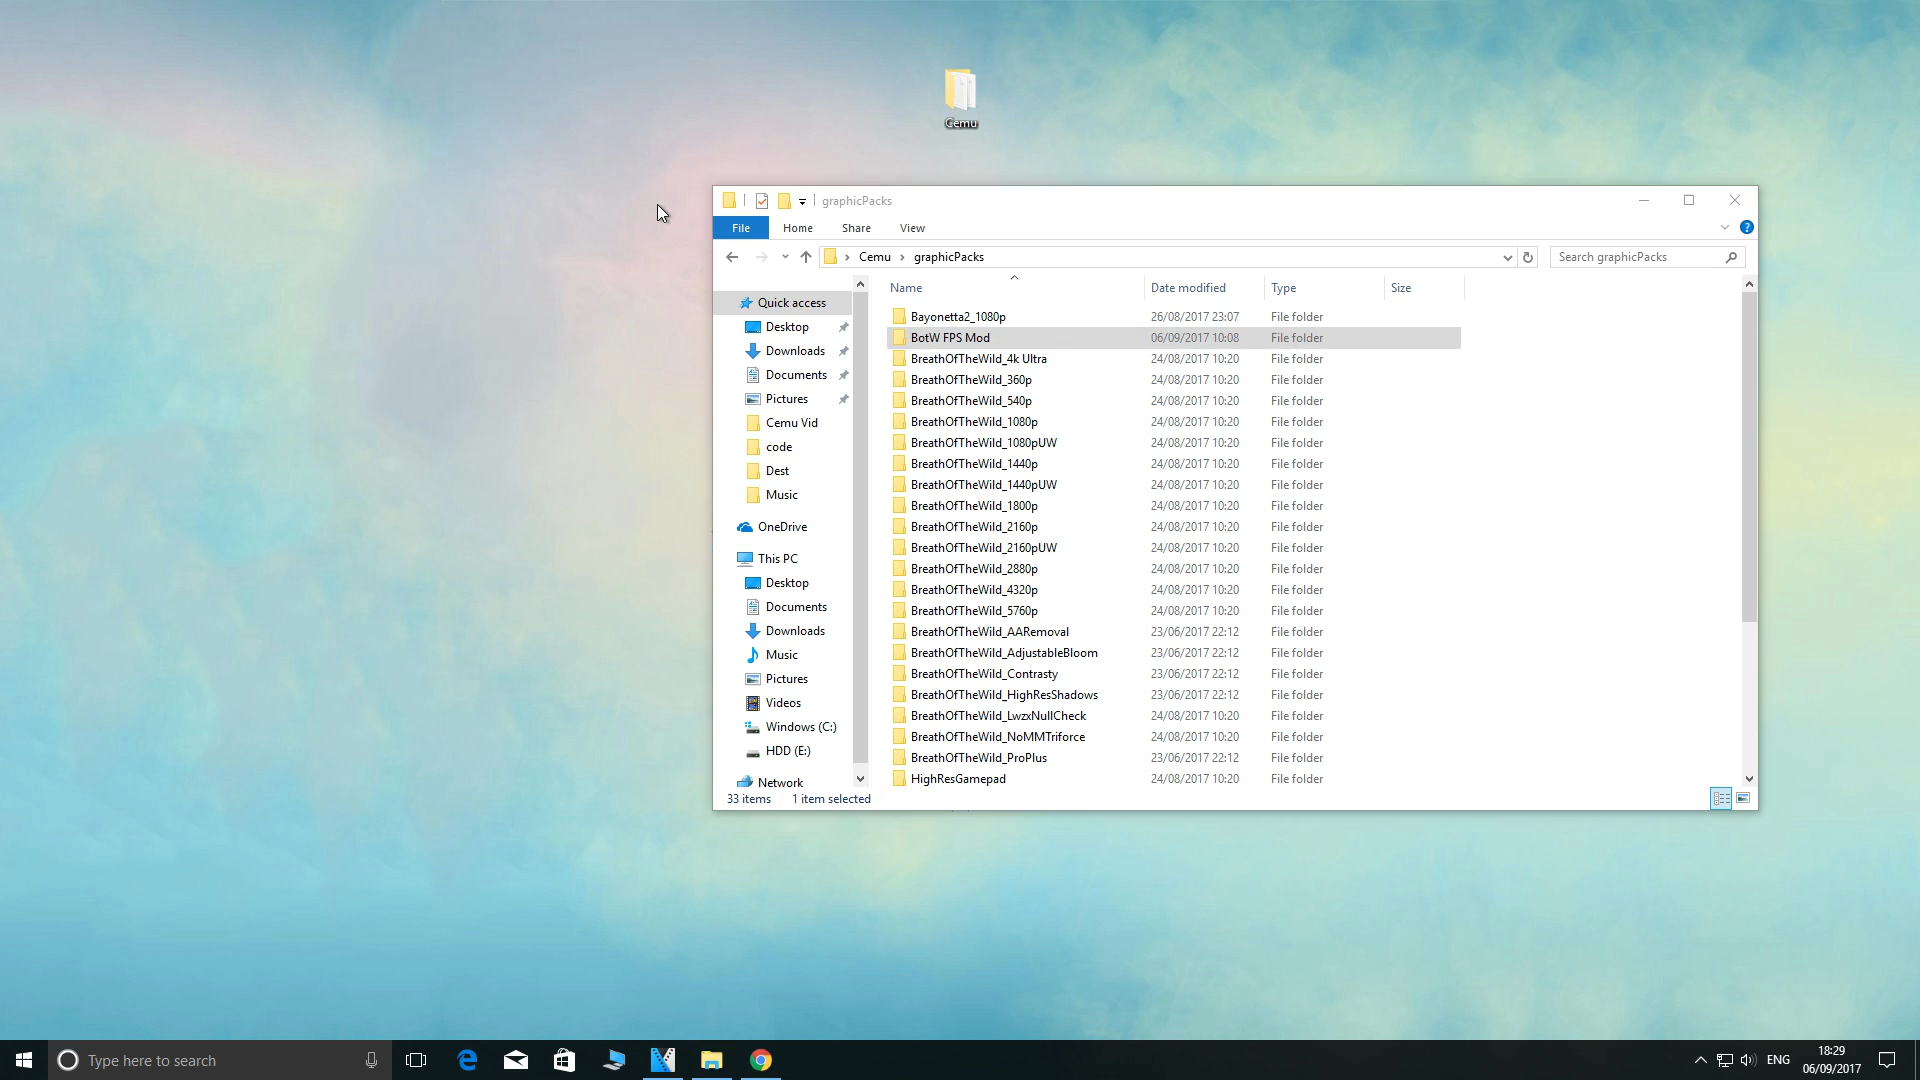 Cemu
graphicPacks
File Home Share View
Cemu graphicPacks
Search graphicPacks
Name Date modified Type Size
Quick access
Desktop
Downloads
Documents
Pictures
Cemu Vid
code
Dest
Music
OneDrive
This PC
Desktop
Documents
Downloads
Music
Pictures
Videos
Windows (C:)
HDD (E:)
Network
Bayonetta2_1080p 26/08/2017 23:07 File folder
BotW FPS Mod 06/09/2017 10:08 File folder
BreathOfTheWild_4k Ultra 24/08/2017 10:20 File folder
BreathOfTheWild_360p 24/08/2017 10:20 File folder
BreathOfTheWild_540p 24/08/2017 10:20 File folder
BreathOfTheWild_1080p 24/08/2017 10:20 File folder
BreathOfTheWild_1080pUW 24/08/2017 10:20 File folder
BreathOfTheWild_1440p 24/08/2017 10:20 File folder
BreathOfTheWild_1440pUW 24/08/2017 10:20 File folder
BreathOfTheWild_1800p 24/08/2017 10:20 File folder
BreathOfTheWild_2160p 24/08/2017 10:20 File folder
BreathOfTheWild_2160pUW 24/08/2017 10:20 File folder
BreathOfTheWild_2880p 24/08/2017 10:20 File folder
BreathOfTheWild_4320p 24/08/2017 10:20 File folder
BreathOfTheWild_5760p 24/08/2017 10:20 File folder
BreathOfTheWild_AARemoval 23/06/2017 22:12 File folder
BreathOfTheWild_AdjustableBloom 23/06/2017 22:12 File folder
BreathOfTheWild_Contrasty 23/06/2017 22:12 File folder
BreathOfTheWild_HighResShadows 23/06/2017 22:12 File folder
BreathOfTheWild_LwzxNullCheck 24/08/2017 10:20 File folder
BreathOfTheWild_NoMMTriforce 24/08/2017 10:20 File folder
BreathOfTheWild_ProPlus 23/06/2017 22:12 File folder
HighResGamepad 24/08/2017 10:20 File folder
33 items 1 item selected
Type here to search
ENG
18:29
06/09/2017